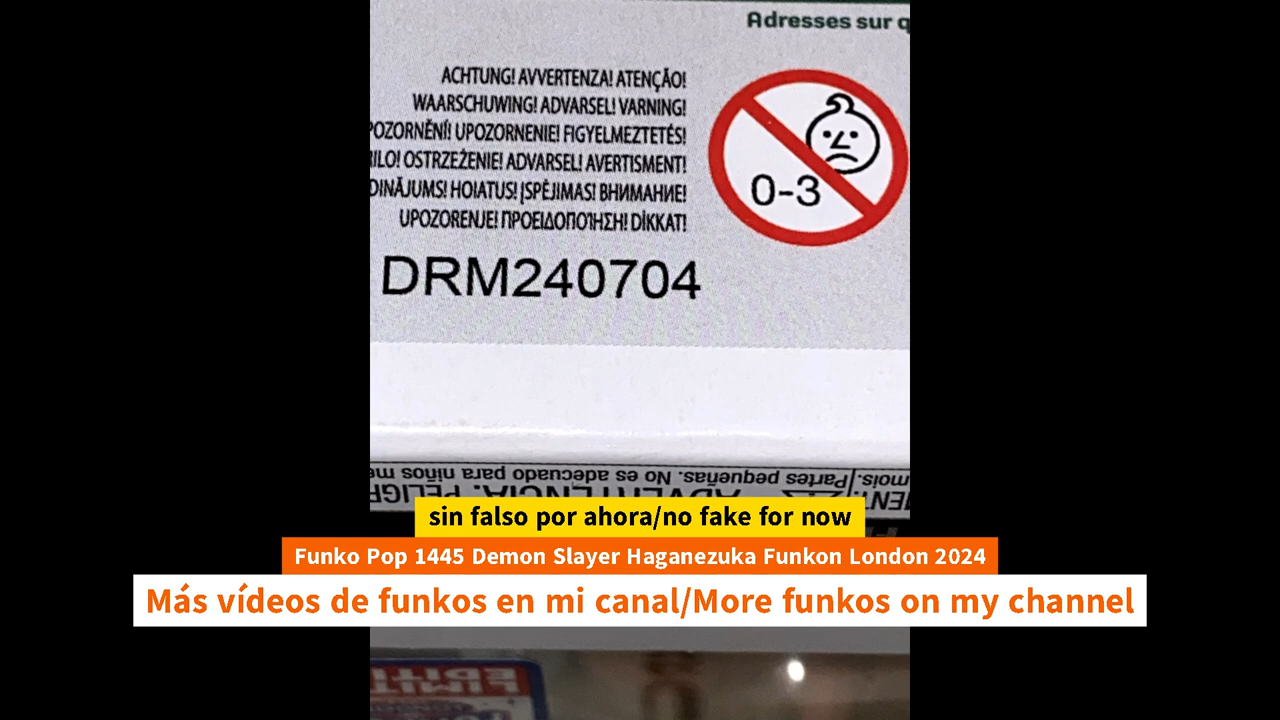 Adresses sur
ACHTUNG! AVVERTENZA! ATENÇÃO!
WAARSCHUWING! ADVARSEL! VARNING!
POZORNĚNÍ! UPOZORNENIE! FIGYELMEZTETÉS!
OSTRZEŻENIE! ADVARSEL! AVERTISMENT!
HOIATUS! ĮSPĖJIMAS! ВНИМАНИЕ!
UPOZORENJE! ΠΡΟΕΙΔΟΠΟΊΗΣΗ! DİKKAT!
0-3
DRM240704
mois. Partes pequeñas. No es adecuado para niños
ADVERTENCIA.
sin falso por ahora/no fake for now
Funko Pop 1445 Demon Slayer Haganezuka Funkon London 2024
Más vídeos de funkos en mi canal/More funkos on my channel